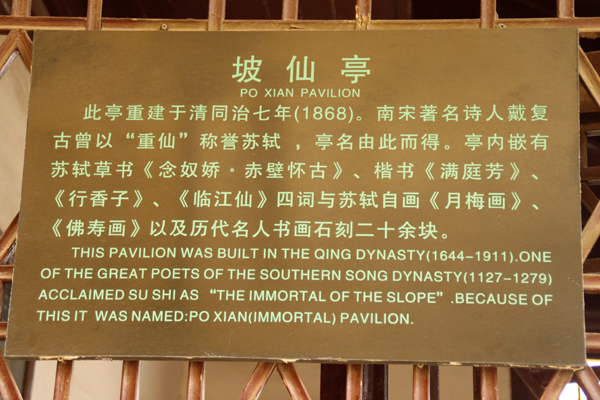 坡仙亭
PO XIAN PAVILION
此亭重建于清同治七年(1868)。南宋著名诗人戴复
古曾以“重仙”称誉苏轼，亭名由此而得。亭内嵌有
苏轼草书《念奴娇·赤壁怀古》、楷书《满庭芳》、
《行香子》、《临江仙》四词与苏轼自画《月梅画》、
《佛寿画》以及历代名人书画石刻二十余块。
THIS PAVILION WAS BUILT IN THE QING DYNASTY(1644-1911).ONE
OF THE GREAT POETS OF THE SOUTHERN SONG DYNASTY(1127-1279)
ACCLAIMED SU SHI AS “THE IMMORTAL OF THE SLOPE”.BECAUSE OF
THIS IT WAS NAMED:PO XIAN(IMMORTAL) PAVILION.